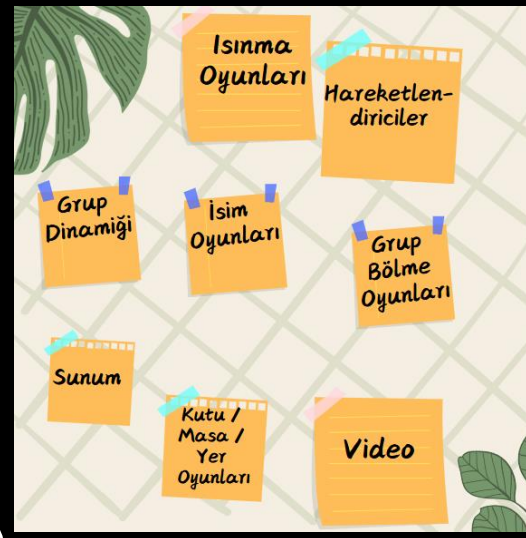 Isınma
Oyunları
Hareketlen-
diriciler
Grup
Dinamiği
İsim
Oyunları
Grup
Bölme
Oyunları
Sunum
Kutu /
Masa /
Yer
Oyunları
Video